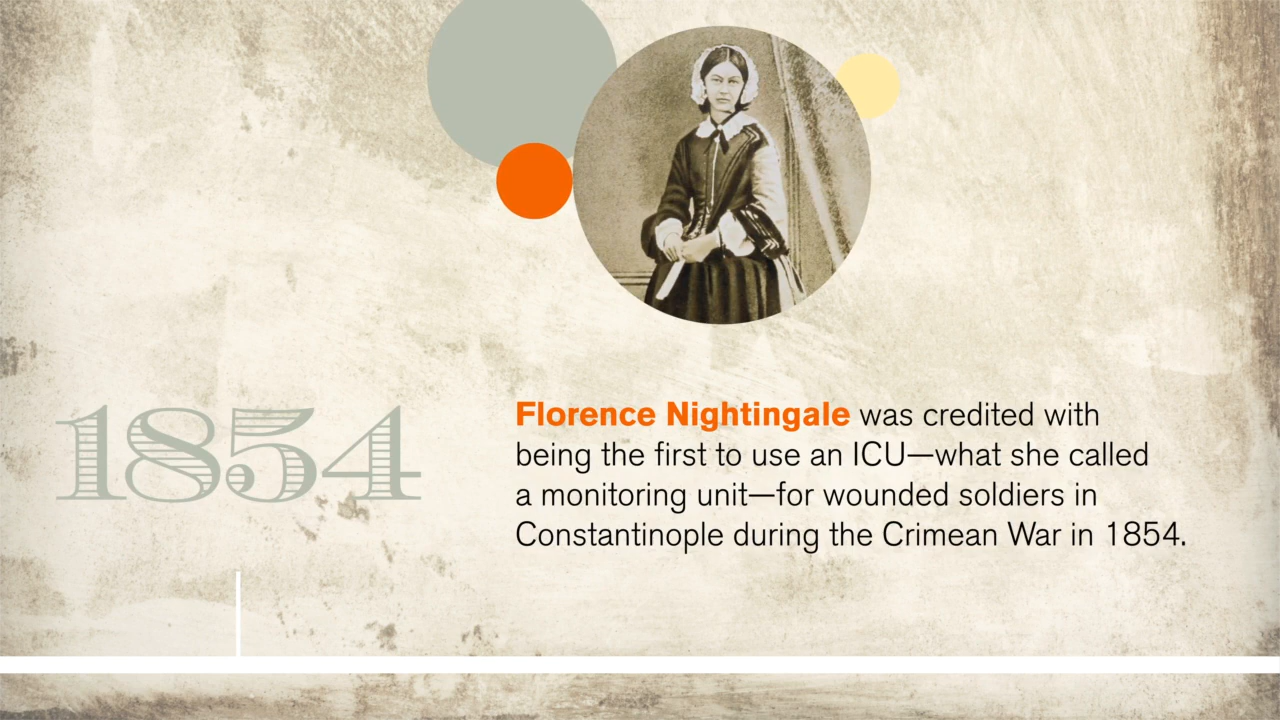 1854
Florence Nightingale was credited with
being the first to use an ICU—what she called
a monitoring unit—for wounded soldiers in
Constantinople during the Crimean War in 1854.